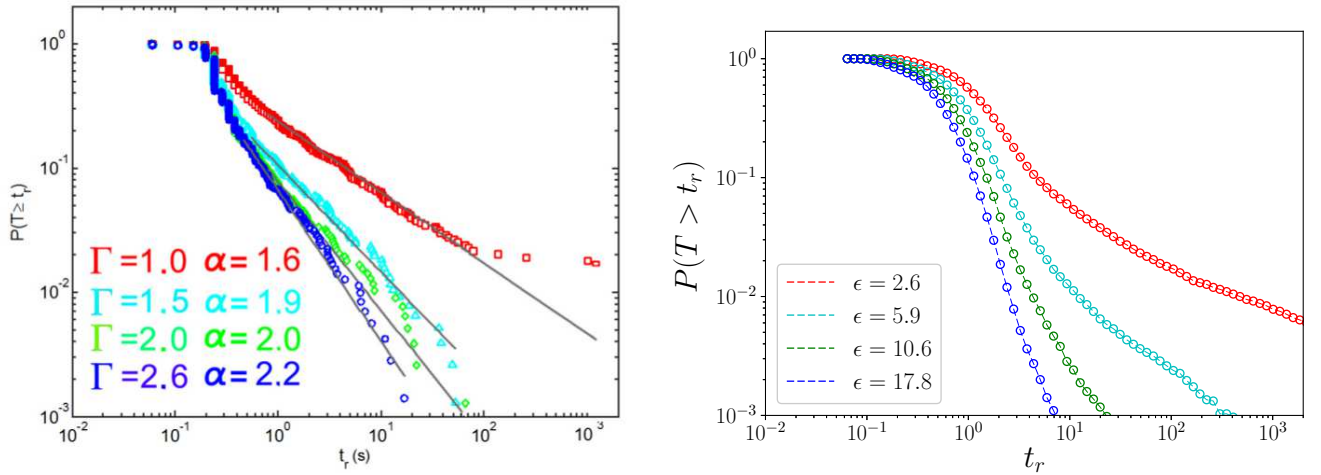 10^0
10^-1
10^-2
10^-3
P(T≥ t_r)
Γ=1.0 α=1.6
Γ=1.5 α=1.9
Γ=2.0 α=2.0
Γ=2.6 α=2.2
10^-2 10^-1 10^0 10^1 10^2 10^3
t_r (s)
10^0
10^-1
10^-2
10^-3
P(T > t_r)
ϵ = 2.6
ϵ = 5.9
ϵ = 10.6
ϵ = 17.8
10^-2 10^-1 10^0 10^1 10^2 10^3
t_r